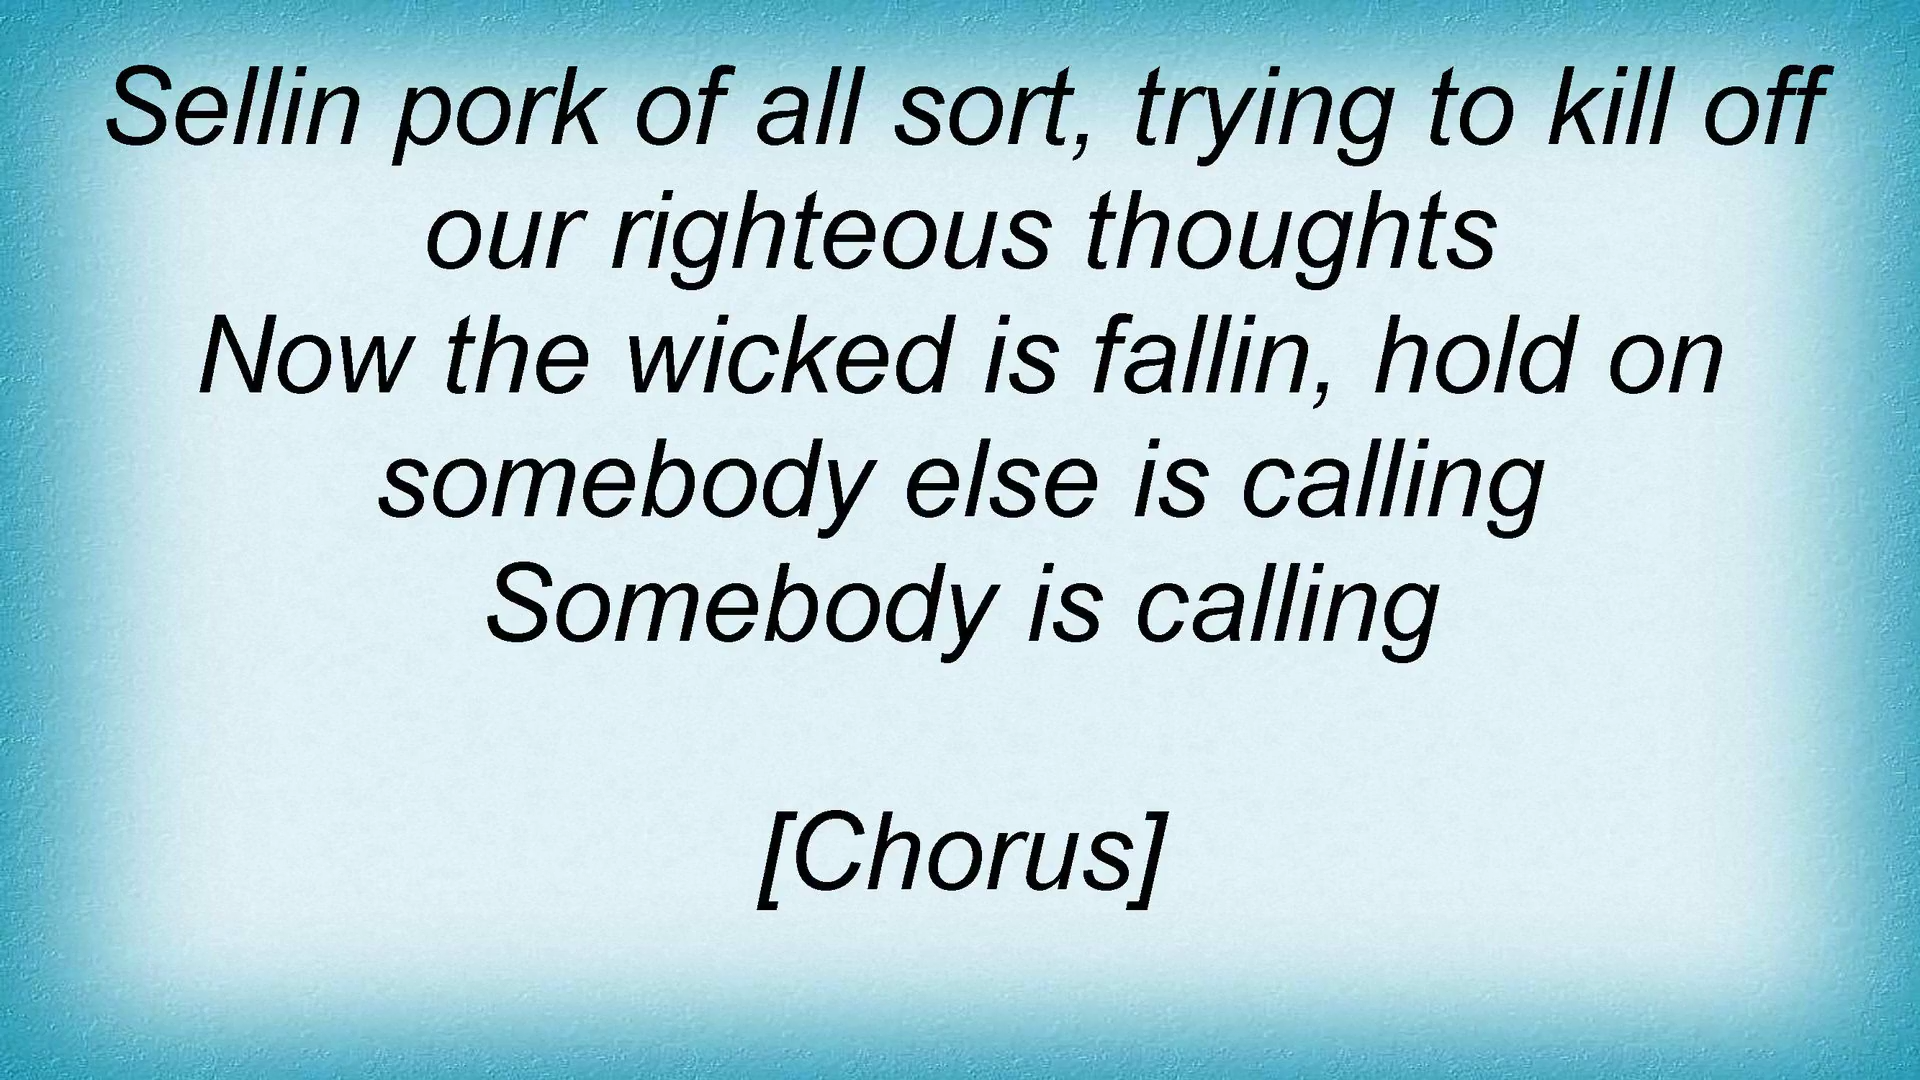 Sellin pork of all sort, trying to kill off
our righteous thoughts
Now the wicked is fallin, hold on
somebody else is calling
Somebody is calling
[Chorus]